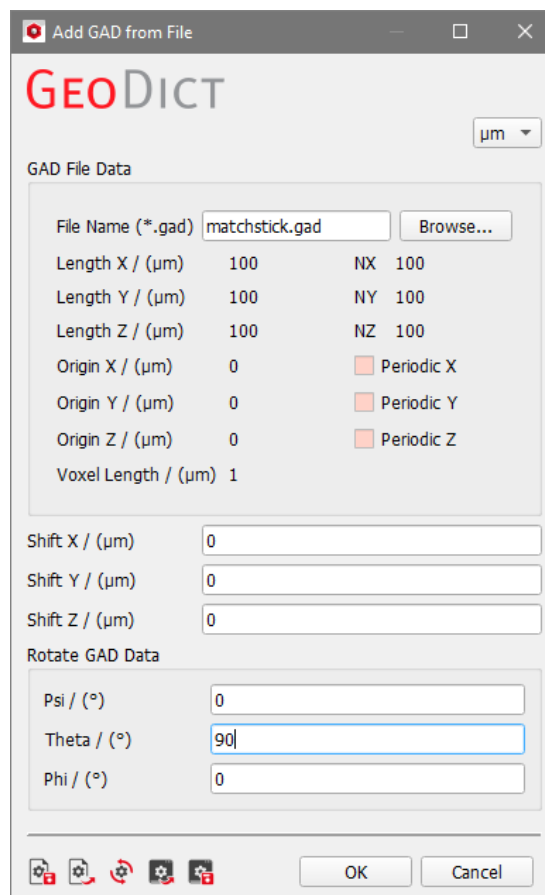 Add GAD from File
GEODICT
µm
GAD File Data
File Name (*.gad) matchstick.gad Browse...
Length X / (µm) 100 NX 100
Length Y / (µm) 100 NY 100
Length Z / (µm) 100 NZ 100
Origin X / (µm) 0 Periodic X
Origin Y / (µm) 0 Periodic Y
Origin Z / (µm) 0 Periodic Z
Voxel Length / (µm) 1
Shift X / (µm) 0
Shift Y / (µm) 0
Shift Z / (µm) 0
Rotate GAD Data
Psi / (°) 0
Theta / (°) 90
Phi / (°) 0
OK Cancel